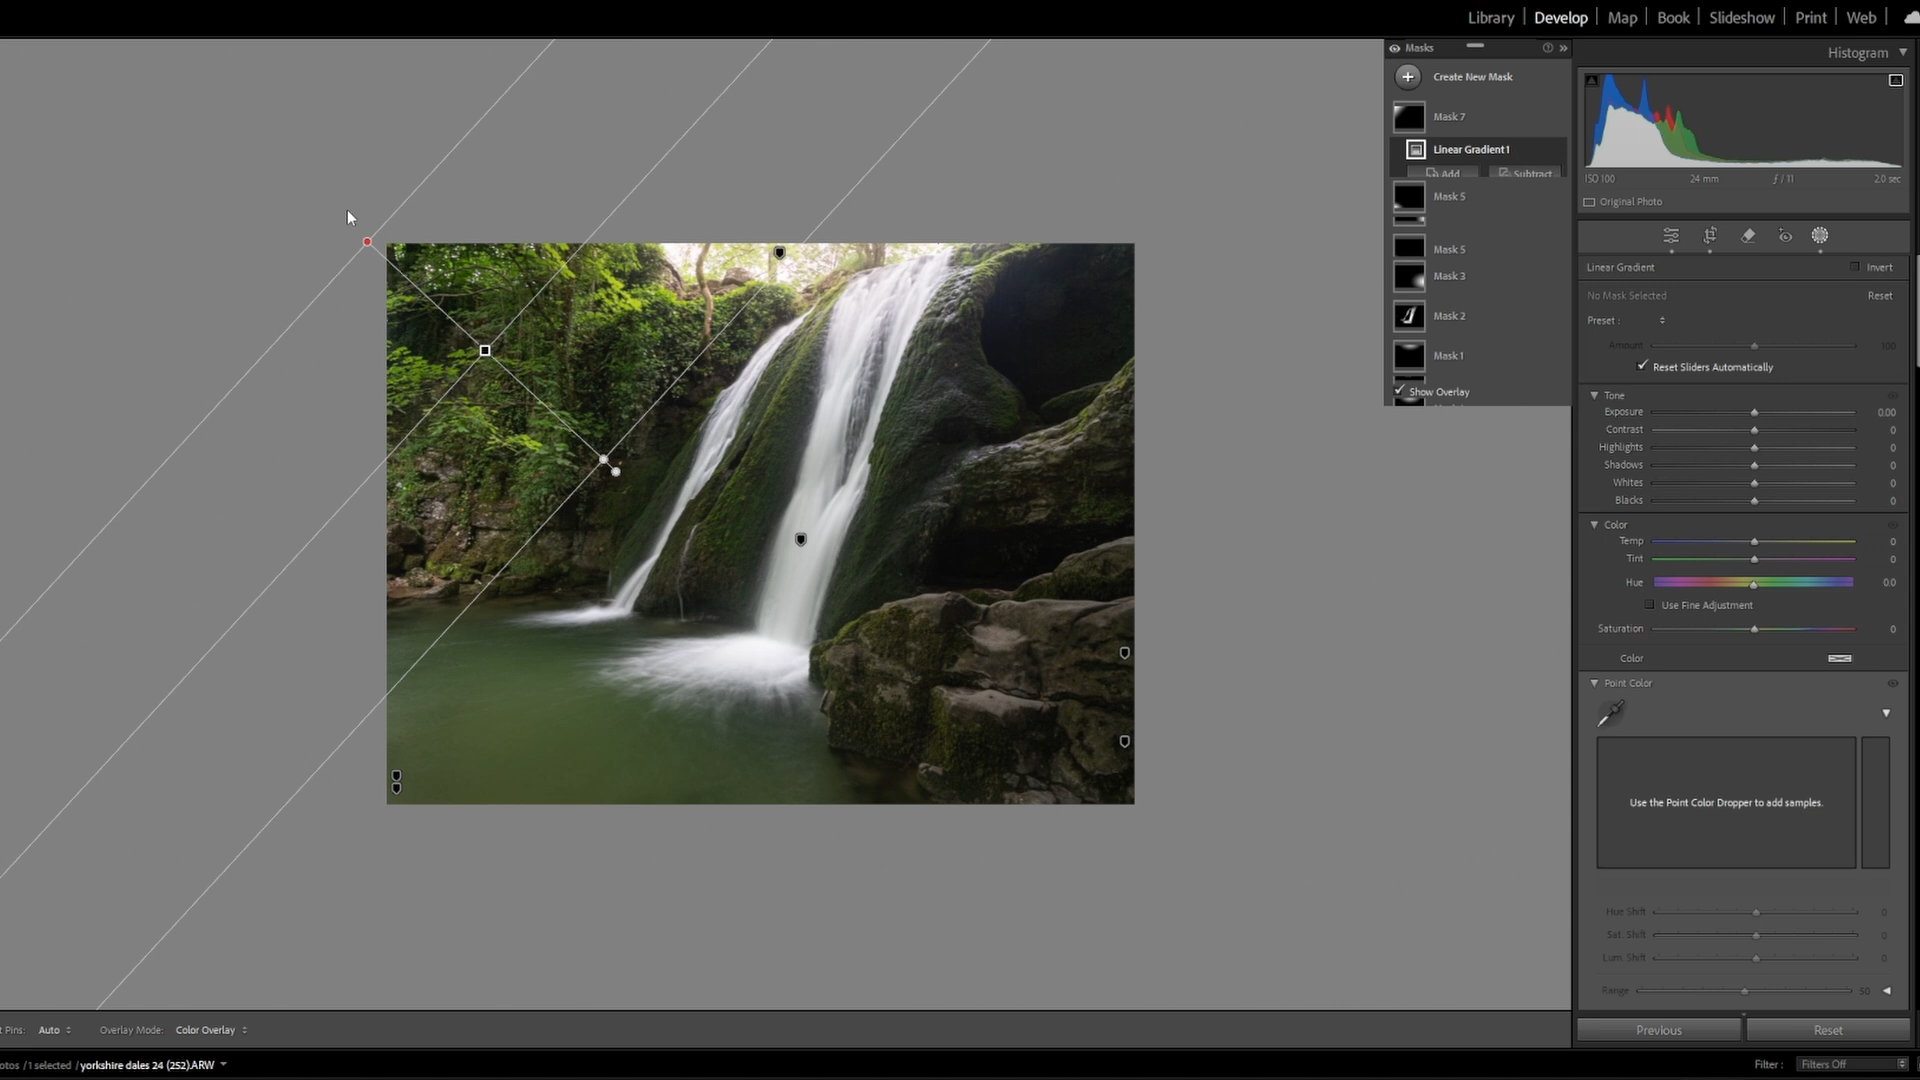 Library Develop Map Book Slideshow Print Web
Histogram
ISO 100 24 mm ƒ / 11 2.0 sec
Original Photo
Masks
Create New Mask
Mask 7
Linear Gradient 1
Add Subtract
Mask 5
Mask 5
Mask 3
Mask 2
Mask 1
Show Overlay
Linear Gradient Invert
No Mask Selected Reset
Preset :
Amount 100
Reset Sliders Automatically
Tone
Exposure 0.00
Contrast 0
Highlights 0
Shadows 0
Whites 0
Blacks 0
Color
Temp 0
Tint 0
Hue 0.0
Use Fine Adjustment
Saturation 0
Color
Point Color
Use the Point Color Dropper to add samples.
Hue Shift 0
Sat. Shift 0
Lum. Shift 0
Range 50
Previous Reset
t Pins: Auto Overlay Mode: Color Overlay
otos / 1 selected / yorkshire dales 24 (252).ARW
Filter : Filters Off